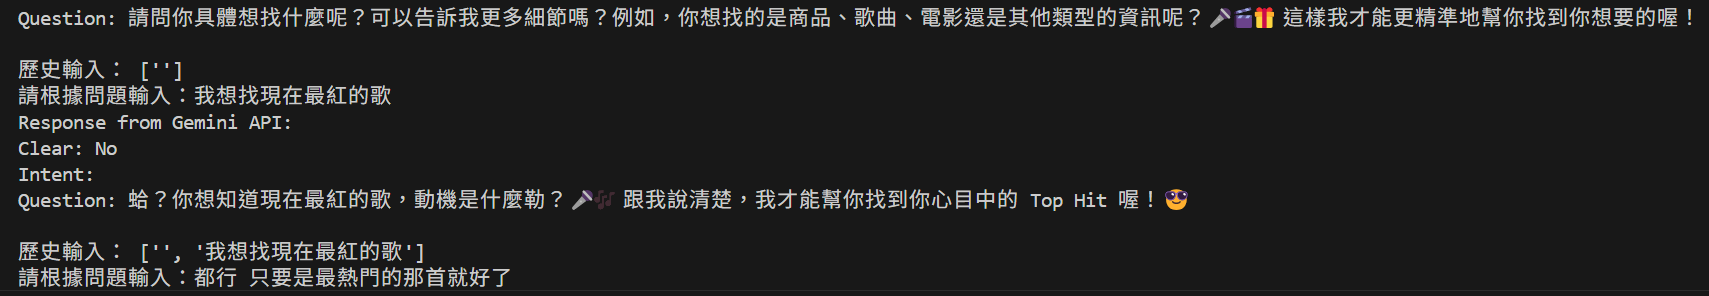 Question: 請問你具體想找什麼呢？可以告訴我更多細節嗎？例如，你想找的是商品、歌曲、電影還是其他類型的資訊呢？🎤🎬🎁 這樣我才能更精準地幫你找到你想要的喔！
歷史輸入： ['']
請根據問題輸入：我想找現在最紅的歌
Response from Gemini API:
Clear: No
Intent:
Question: 蛤？你想知道現在最紅的歌，動機是什麼勒？🎤🎶 跟我說清楚，我才能幫你找到你心目中的 Top Hit 喔！😎
歷史輸入： ['', '我想找現在最紅的歌']
請根據問題輸入：都行 只要是最熱門的那首就好了